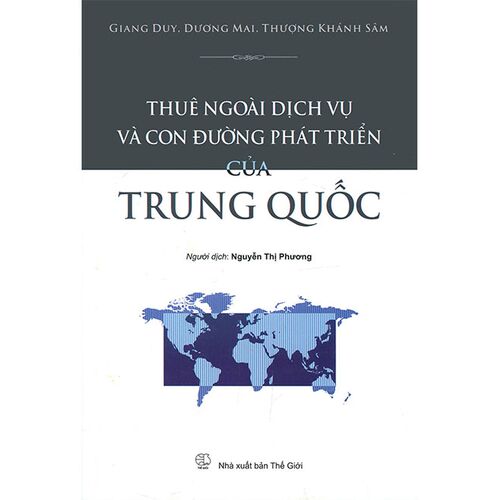 GIANG DUY, DƯƠNG MAI, THƯỢNG KHÁNH SÂM
THUÊ NGOÀI DỊCH VỤ
VÀ CON ĐƯỜNG PHÁT TRIỂN
CỦA
TRUNG QUỐC
Người dịch: Nguyễn Thị Phương
Nhà xuất bản Thế Giới